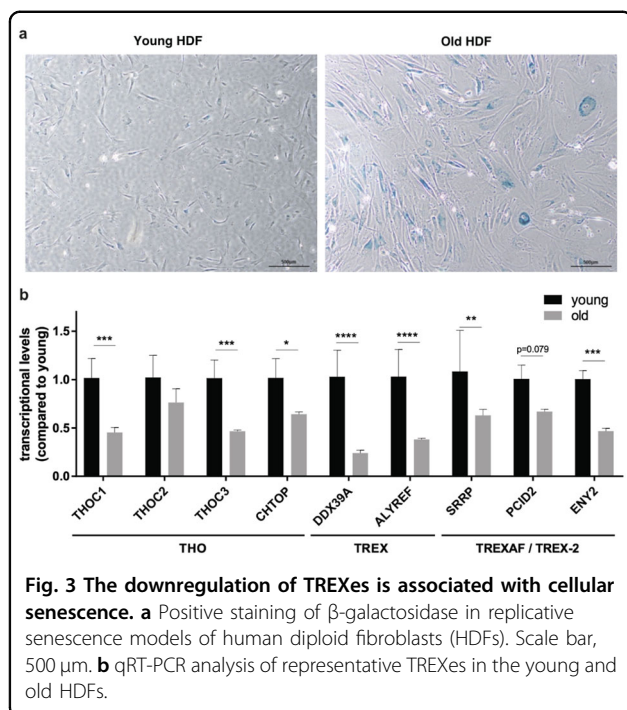 a
Young HDF
Old HDF
b
young
old
transcriptional levels
(compared to young)
1.5
1.0
0.5
0.0
***
***
*
****
****
**
p=0.079
***
THOC1
THOC2
THOC3
CHTOP
DDX39A
ALYREF
SRRP
PCID2
ENY2
THO
TREX
TREXAF / TREX-2
Fig. 3 The downregulation of TREXes is associated with cellular
senescence. a Positive staining of β-galactosidase in replicative
senescence models of human diploid fibroblasts (HDFs). Scale bar,
500 μm. b qRT-PCR analysis of representative TREXes in the young and
old HDFs.